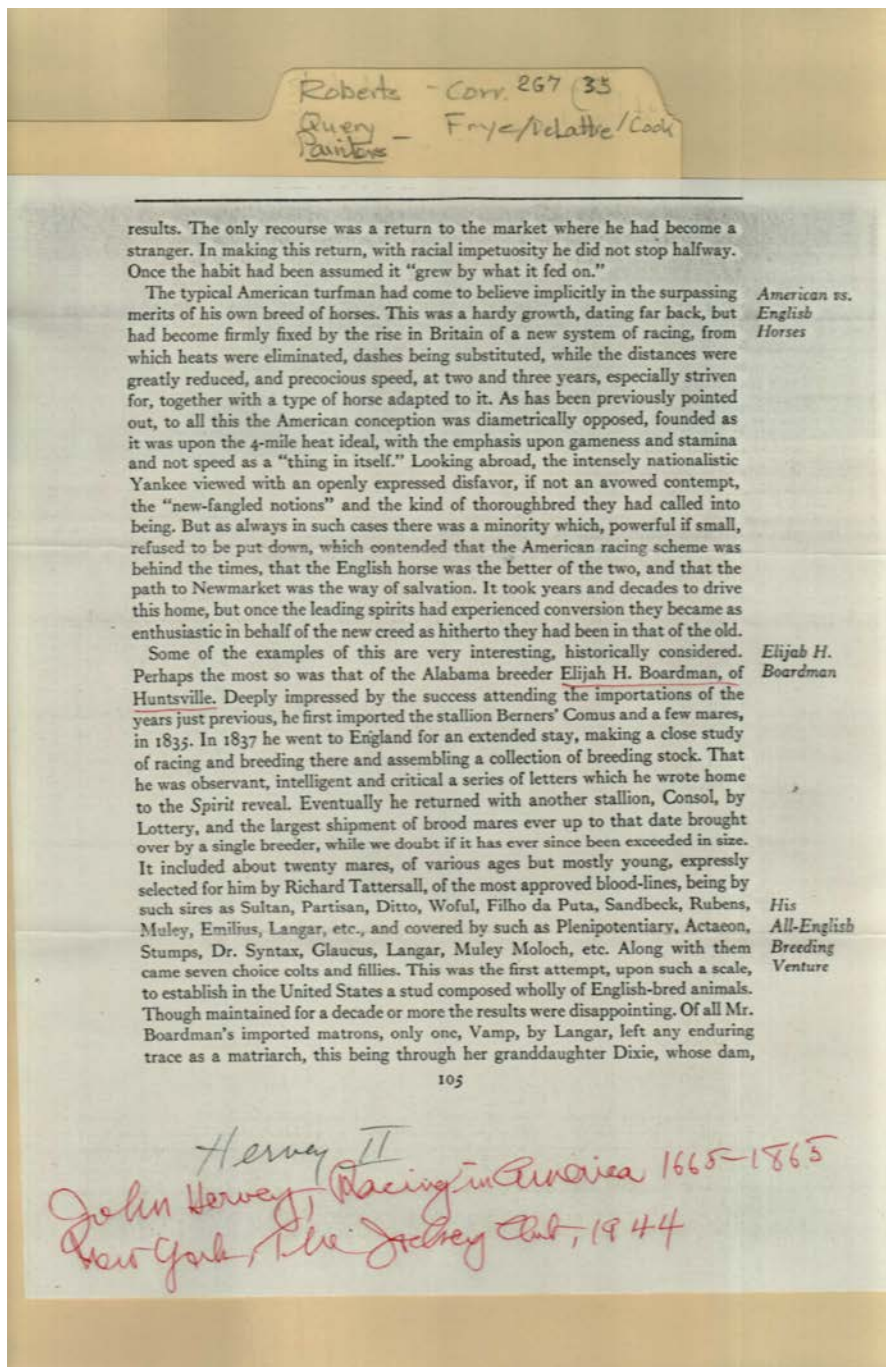 Roberts - Corr. 267 (35
Query - Frye/DeLattre/Cook
Painters
results. The only recourse was a return to the market where he had become a
stranger. In making this return, with racial impetuosity he did not stop halfway.
Once the habit had been assumed it “grew by what it fed on.”
The typical American turfman had come to believe implicitly in the surpassing
merits of his own breed of horses. This was a hardy growth, dating far back, but
had become firmly fixed by the rise in Britain of a new system of racing, from
which heats were eliminated, dashes being substituted, while the distances were
greatly reduced, and precocious speed, at two and three years, especially striven
for, together with a type of horse adapted to it. As has been previously pointed
out, to all this the American conception was diametrically opposed, founded as
it was upon the 4-mile heat ideal, with the emphasis upon gameness and stamina
and not speed as a “thing in itself.” Looking abroad, the intensely nationalistic
Yankee viewed with an openly expressed disfavor, if not an avowed contempt,
the “new-fangled notions” and the kind of thoroughbred they had called into
being. But as always in such cases there was a minority which, powerful if small,
refused to be put down, which contended that the American racing scheme was
behind the times, that the English horse was the better of the two, and that the
path to Newmarket was the way of salvation. It took years and decades to drive
this home, but once the leading spirits had experienced conversion they became as
enthusiastic in behalf of the new creed as hitherto they had been in that of the old.
American vs.
English
Horses
Some of the examples of this are very interesting, historically considered.
Perhaps the most so was that of the Alabama breeder Elijah H. Boardman, of
Huntsville. Deeply impressed by the success attending the importations of the
years just previous, he first imported the stallion Berners’ Comus and a few mares,
in 1835. In 1837 he went to England for an extended stay, making a close study
of racing and breeding there and assembling a collection of breeding stock. That
he was observant, intelligent and critical a series of letters which he wrote home
to the Spirit reveal. Eventually he returned with another stallion, Consol, by
Lottery, and the largest shipment of brood mares ever up to that date brought
over by a single breeder, while we doubt if it has ever since been exceeded in size.
It included about twenty mares, of various ages but mostly young, expressly
selected for him by Richard Tattersall, of the most approved blood-lines, being by
such sires as Sultan, Partisan, Ditto, Woful, Filho da Puta, Sandbeck, Rubens,
Muley, Emilius, Langar, etc., and covered by such as Plenipotentiary, Actaeon,
Stumps, Dr. Syntax, Glaucus, Langar, Muley Moloch, etc. Along with them
came seven choice colts and fillies. This was the first attempt, upon such a scale,
to establish in the United States a stud composed wholly of English-bred animals.
Though maintained for a decade or more the results were disappointing. Of all Mr.
Boardman’s imported matrons, only one, Vamp, by Langar, left any enduring
trace as a matriarch, this being through her granddaughter Dixie, whose dam,
Elijah H.
Boardman
His
All-English
Breeding
Venture
105
Hervey II
John Hervey, Racing in America 1665-1865
New York, The Jockey Club, 1944